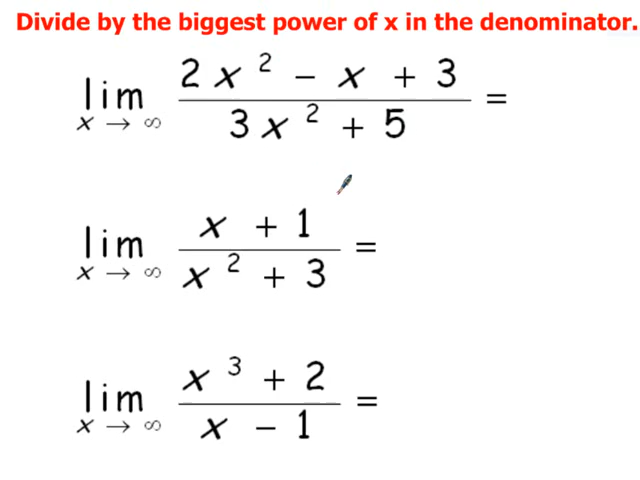 Divide by the biggest power of x in the denominator.
lim x → ∞ (2x² − x + 3) / (3x² + 5) =
lim x → ∞ (x + 1) / (x² + 3) =
lim x → ∞ (x³ + 2) / (x − 1) =